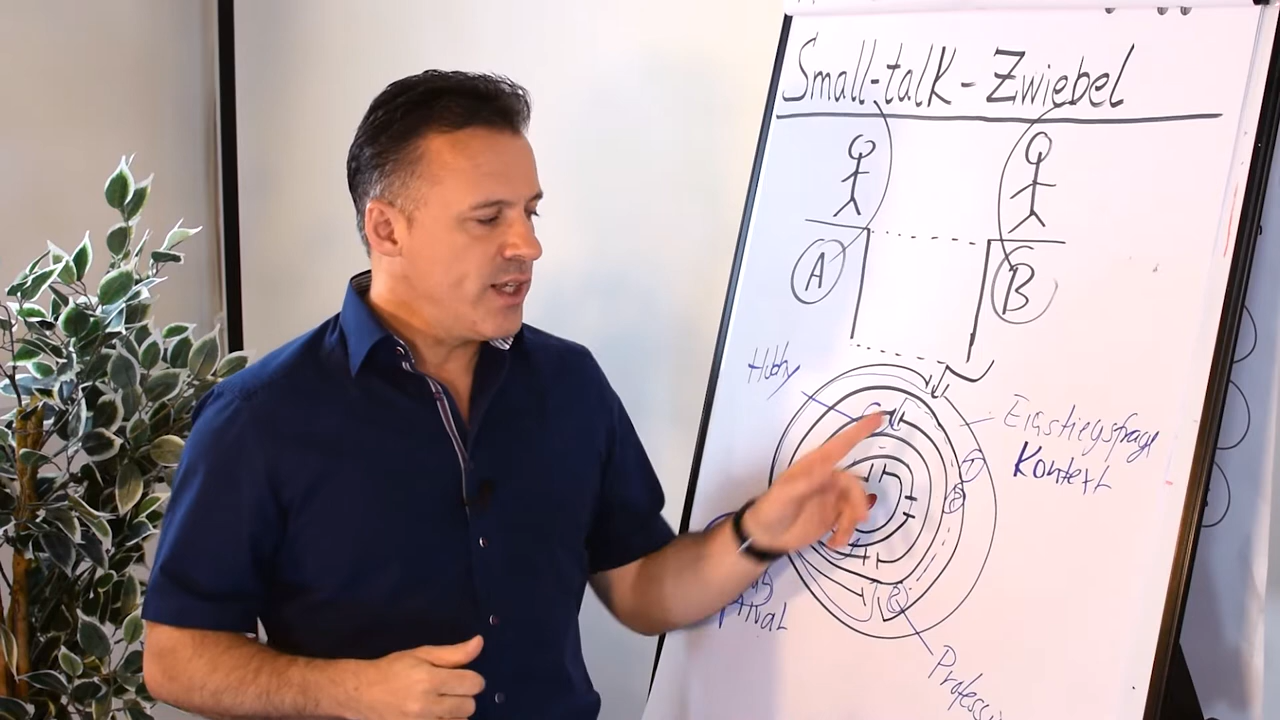 Small-talk-Zwiebel
A
B
Hobby
Einstiegsfrage
Kontext